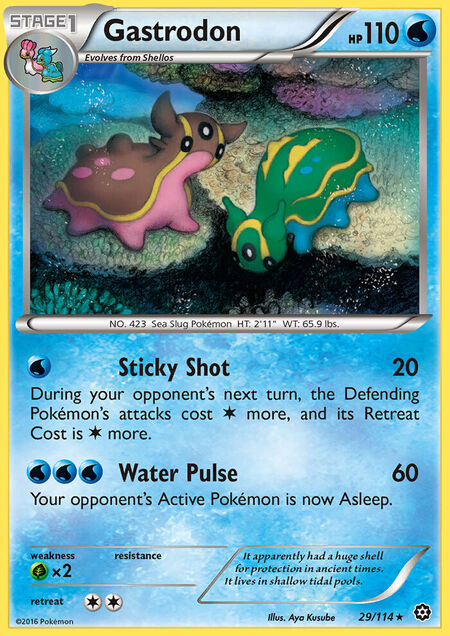 STAGE1
Gastrodon
HP110
Evolves from Shellos
NO. 423 Sea Slug Pokémon HT: 2'11" WT: 65.9 lbs.
Sticky Shot 20
During your opponent's next turn, the Defending
Pokémon's attacks cost more, and its Retreat
Cost is more.
Water Pulse 60
Your opponent's Active Pokémon is now Asleep.
weakness resistance
×2
It apparently had a huge shell
for protection in ancient times.
It lives in shallow tidal pools.
retreat
©2016 Pokémon
Illus. Aya Kusube
29/114★